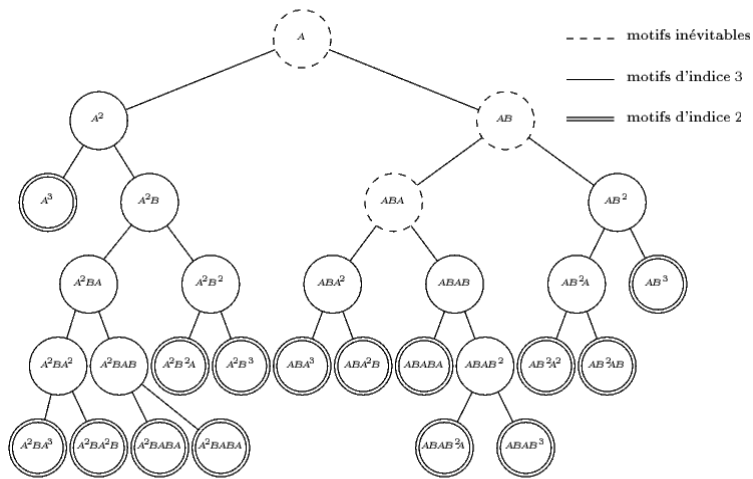 A
motifs inévitables
motifs d'indice 3
motifs d'indice 2
A² AB
A³ A²B ABA AB²
A²BA A²B² ABA² ABAB AB²A AB³
A²BA² A²BAB A²B²A A²B³ ABA³ ABA²B ABABA ABAB² AB²A² AB²AB
A²BA³ A²BA²B A²BABA A²BABA ABAB²A ABAB³